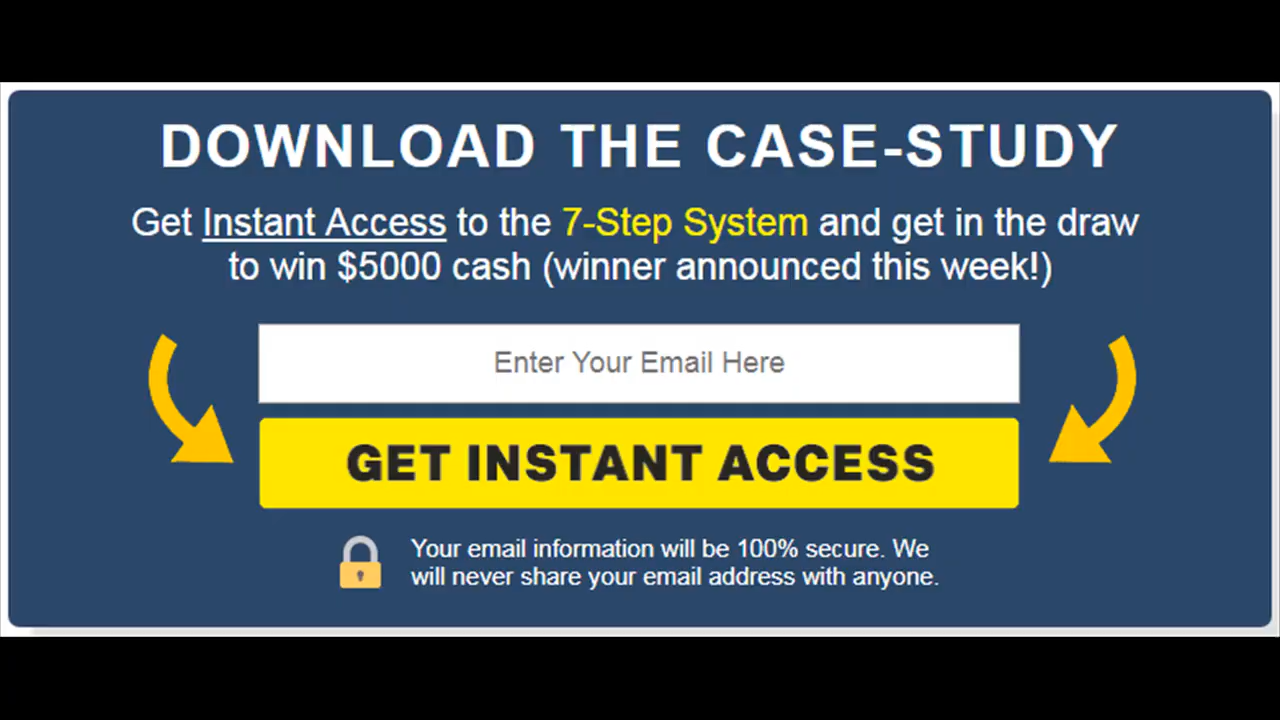 DOWNLOAD THE CASE-STUDY
Get Instant Access to the 7-Step System and get in the draw
to win $5000 cash (winner announced this week!)
Enter Your Email Here
GET INSTANT ACCESS
Your email information will be 100% secure. We
will never share your email address with anyone.